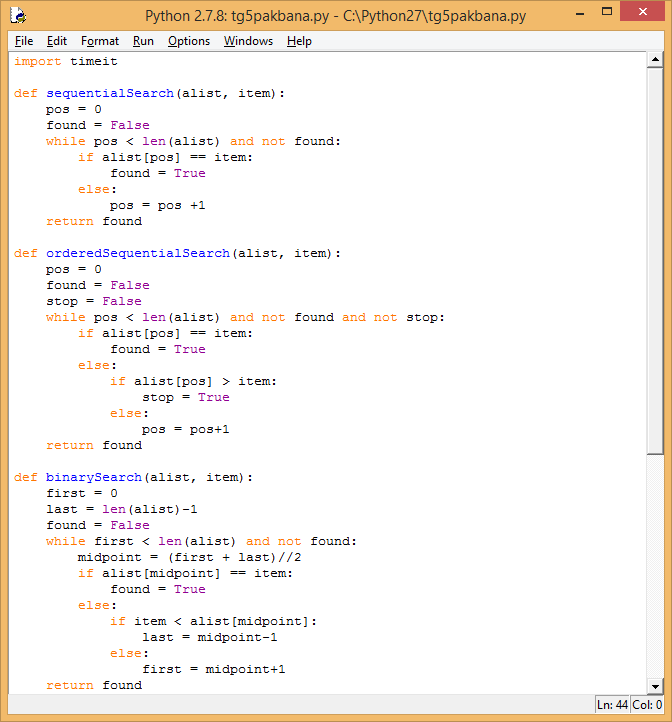 Python 2.7.8: tg5pakbana.py - C:\Python27\tg5pakbana.py
File Edit Format Run Options Windows Help
import timeit

def sequentialSearch(alist, item):
    pos = 0
    found = False
    while pos < len(alist) and not found:
        if alist[pos] == item:
            found = True
        else:
            pos = pos +1
    return found

def orderedSequentialSearch(alist, item):
    pos = 0
    found = False
    stop = False
    while pos < len(alist) and not found and not stop:
        if alist[pos] == item:
            found = True
        else:
            if alist[pos] > item:
                stop = True
            else:
                pos = pos+1
    return found

def binarySearch(alist, item):
    first = 0
    last = len(alist)-1
    found = False
    while first < len(alist) and not found:
        midpoint = (first + last)//2
        if alist[midpoint] == item:
            found = True
        else:
            if item < alist[midpoint]:
                last = midpoint-1
            else:
                first = midpoint+1
    return found
Ln: 44 Col: 0